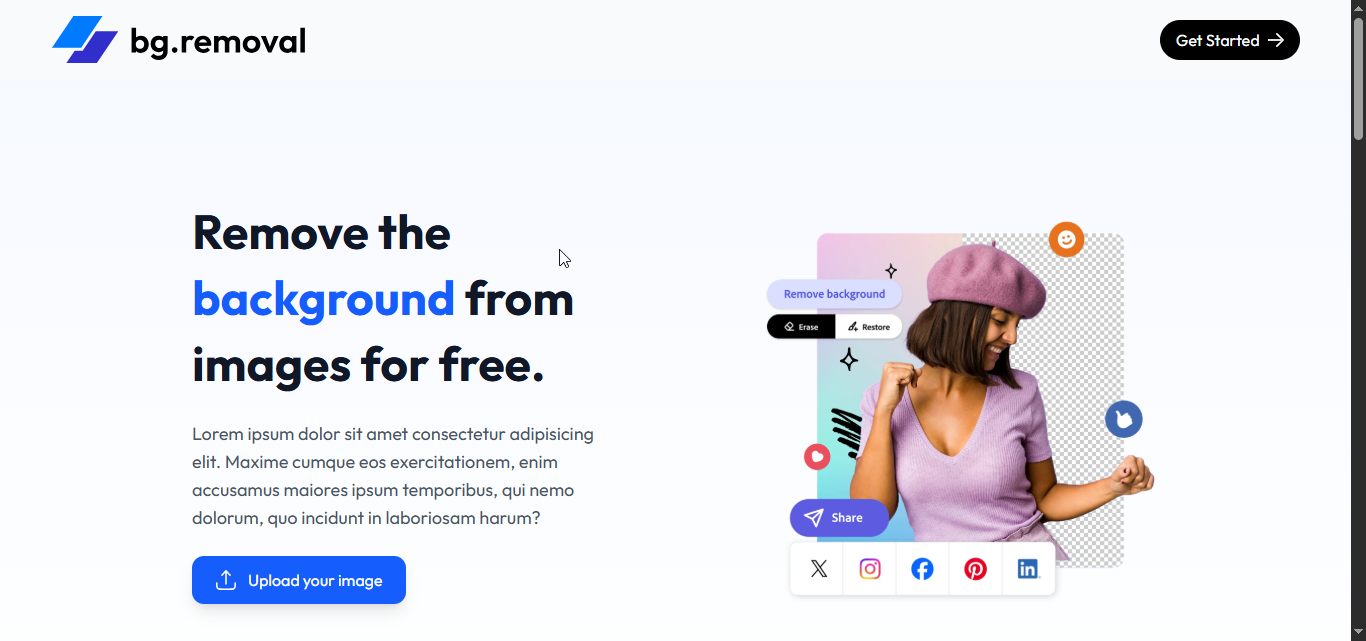 bg.removal
Get Started
Remove the
background from
images for free.
Lorem ipsum dolor sit amet consectetur adipisicing
elit. Maxime cumque eos exercitationem, enim
accusamus maiores ipsum temporibus, qui nemo
dolorum, quo incidunt in laboriosam harum?
Upload your image
Remove background
Erase
Restore
Share